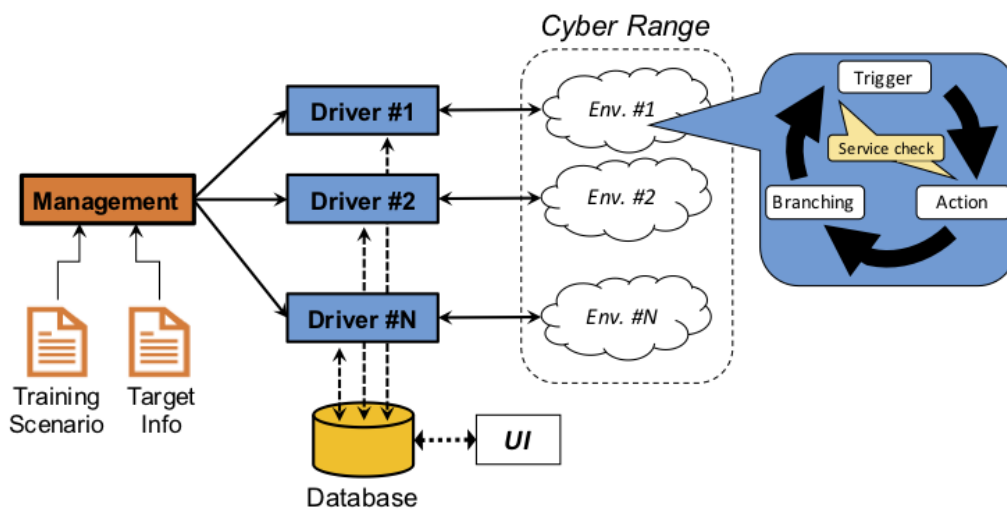 Cyber Range
Trigger
Driver #1
Env. #1
Service check
Management
Driver #2
Env. #2
Branching
Action
Driver #N
Env. #N
Training
Scenario
Target
Info
UI
Database